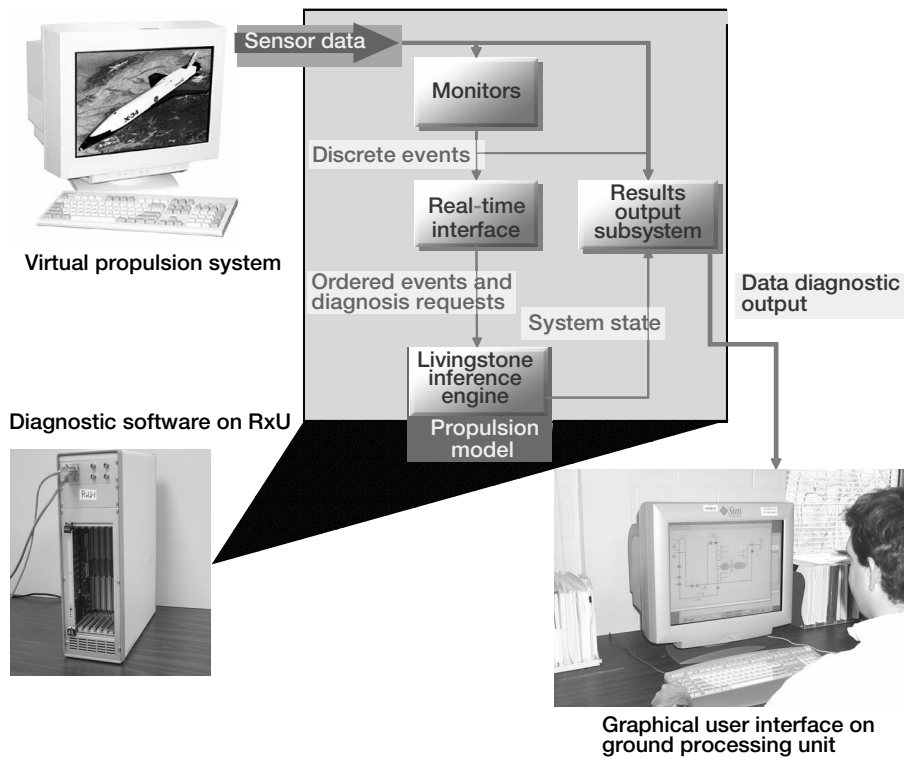 Sensor data
X-34
Monitors
Discrete events
Real-time
interface
Results
output
subsystem
Virtual propulsion system
Ordered events and
diagnosis requests
Data diagnostic
output
System state
Livingstone
inference
engine
Propulsion
model
Diagnostic software on RxU
RxU-1
Sun
Graphical user interface on
ground processing unit